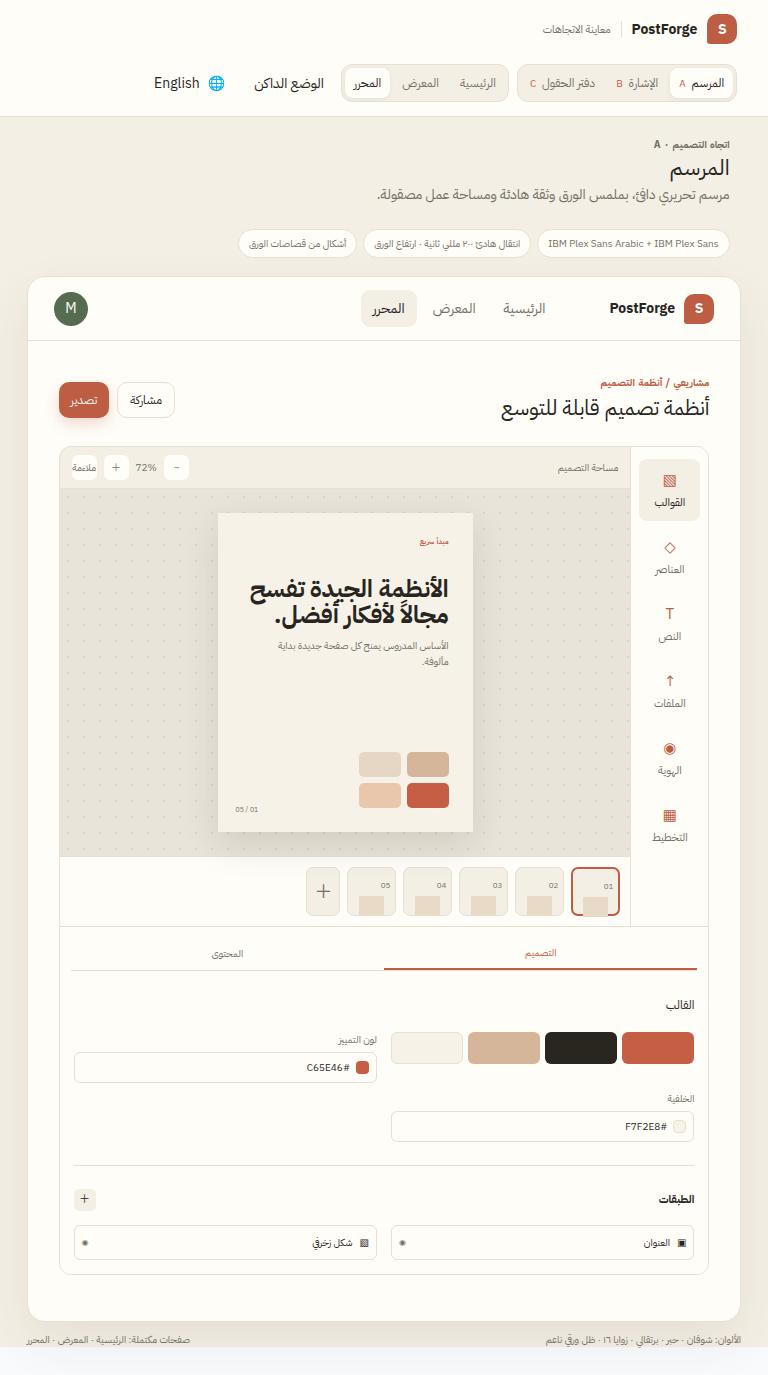 S PostForge معاينة الاتجاهات
المرسم A الإشارة B دفتر الحقول C الرئيسية المعرض المحرر الوضع الداكن 🌐 English
اتجاه التصميم · A
المرسم
مرسم تحريري دافئ، بملمس الورق وثقة هادئة ومساحة عمل مصقولة.
IBM Plex Sans Arabic + IBM Plex Sans انتقال هادئ ٢٠٠ مللي ثانية · ارتفاع الورق أشكال من قصاصات الورق
S PostForge الرئيسية المعرض المحرر M
مشاريعي / أنظمة التصميم
أنظمة تصميم قابلة للتوسع
مشاركة تصدير
القوالب
العناصر
T
النص
الملفات
الهوية
التخطيط
مساحة التصميم − 72% + ملاءمة
مبدأ سريع
الأنظمة الجيدة تفسح
مجالاً لأفكار أفضل.
الأساس المدروس يمنح كل صفحة جديدة بداية
مألوفة.
05 / 01
01 02 03 04 05 +
التصميم المحتوى
القالب
لون التمييز
C65E46#
الخلفية
F7F2E8#
الطبقات +
العنوان
شكل زخرفي
الألوان: شوفان · حبر · برتقالي · زوايا ١٦ · ظل ورقي ناعم
صفحات مكتملة: الرئيسية · المعرض · المحرر